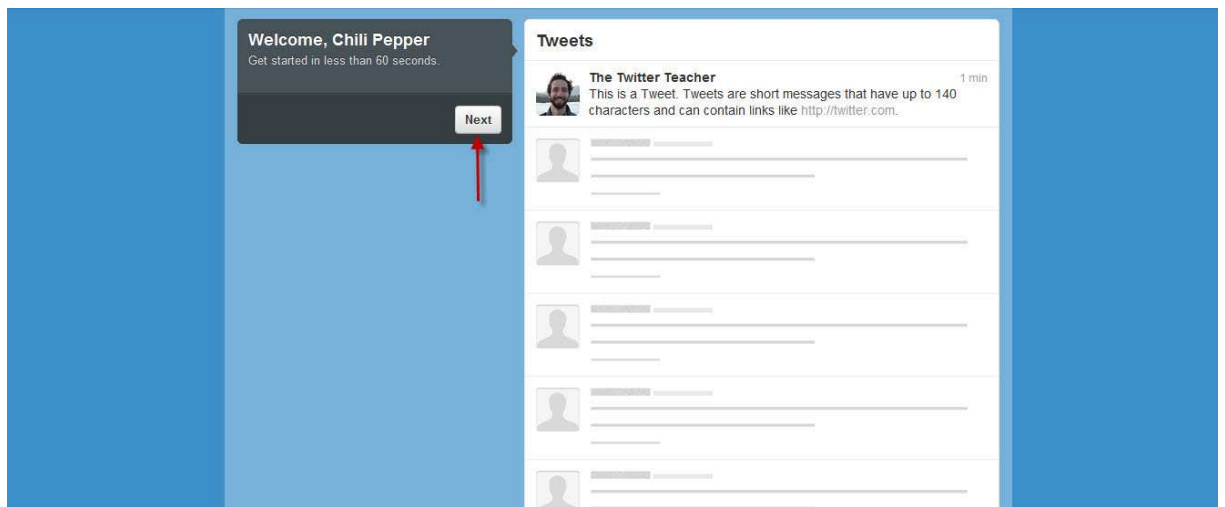 Welcome, Chili Pepper
Get started in less than 60 seconds.
Next
Tweets
The Twitter Teacher 1 min
This is a Tweet. Tweets are short messages that have up to 140
characters and can contain links like http://twitter.com.